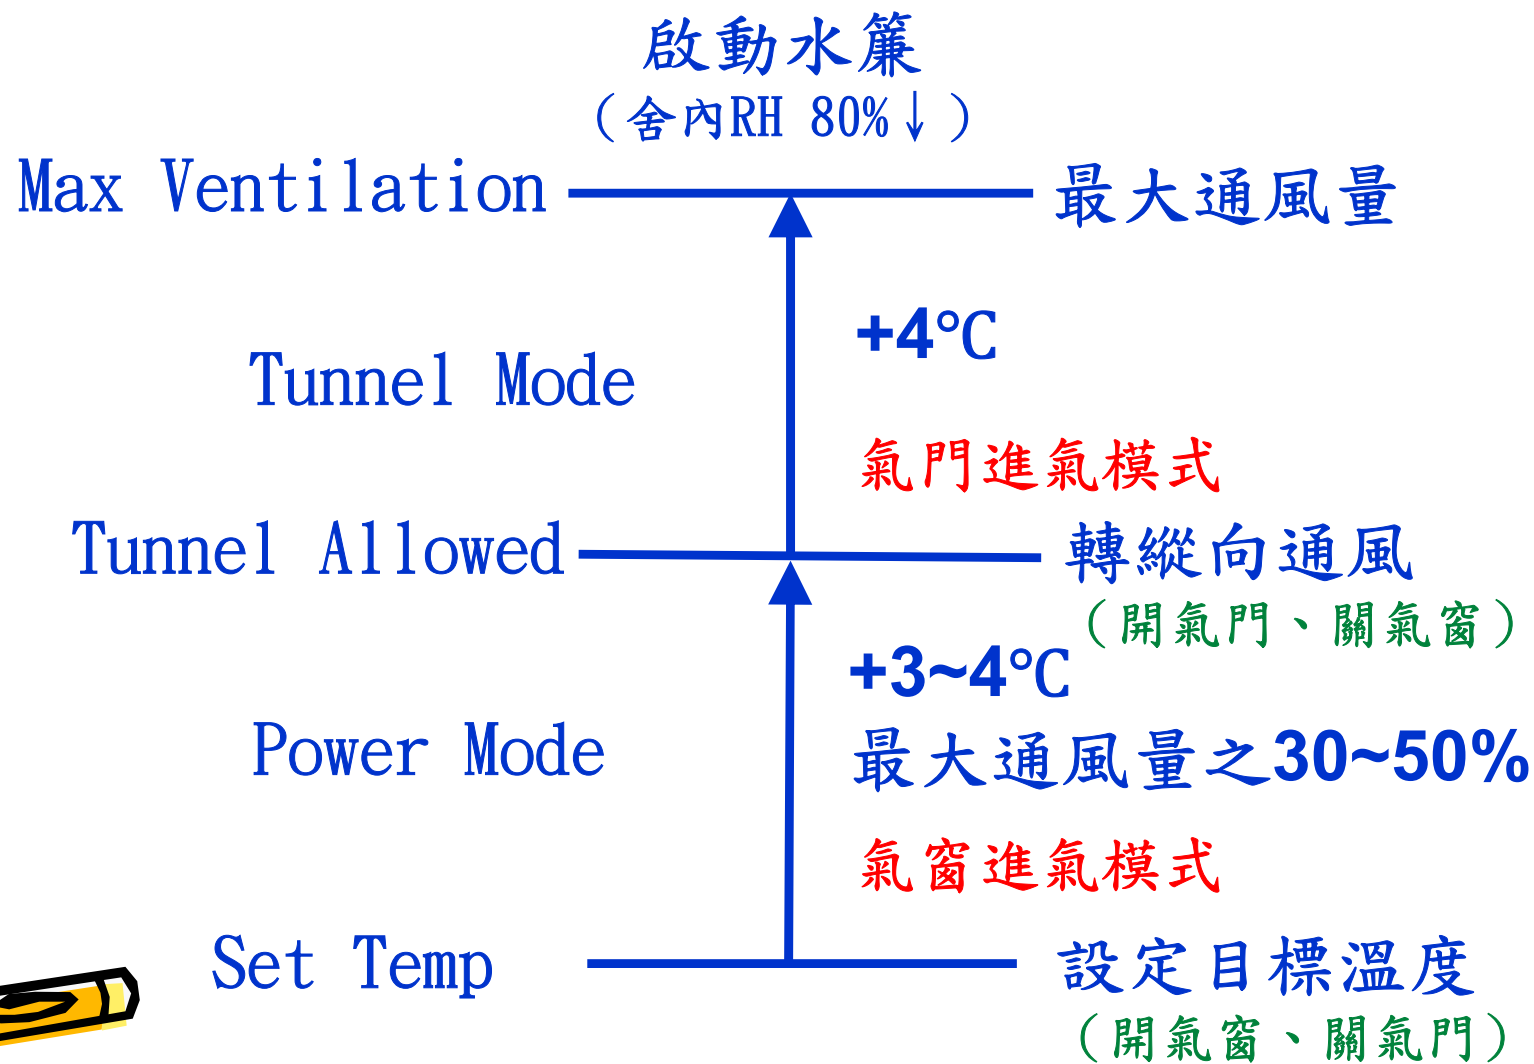 啟動水簾
（舍內RH 80%↓）
Max Ventilation
最大通風量
+4℃
Tunnel Mode
氣門進氣模式
Tunnel Allowed
轉縱向通風
（開氣門、關氣窗）
+3~4℃
Power Mode
最大通風量之30~50%
氣窗進氣模式
Set Temp
設定目標溫度
（開氣窗、關氣門）